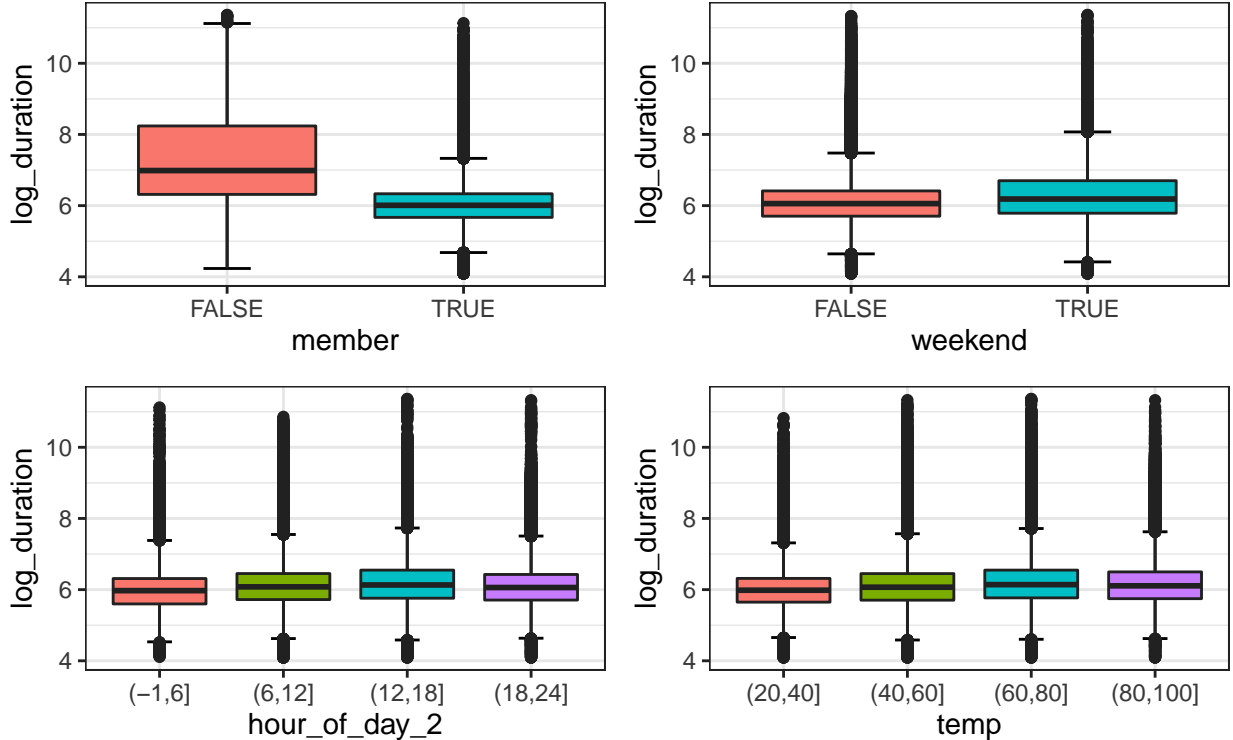 log_duration
10
8
6
4
FALSE TRUE
member
log_duration
10
8
6
4
FALSE TRUE
weekend
log_duration
10
8
6
4
(−1,6] (6,12] (12,18] (18,24]
hour_of_day_2
log_duration
10
8
6
4
(20,40] (40,60] (60,80] (80,100]
temp